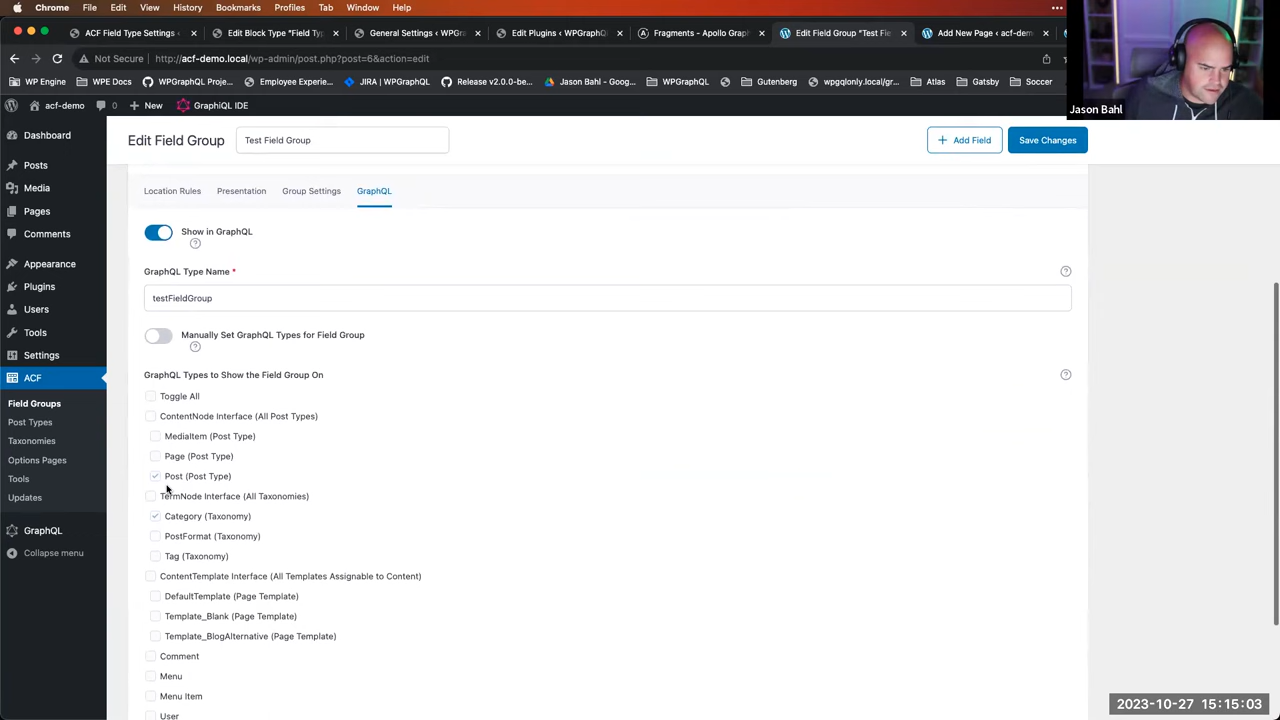 Chrome File Edit View History Bookmarks Profiles Tab Window Help
ACF Field Type Settings < Edit Block Type "Field Ty General Settings < WPGra Edit Plugins < WPGraphQL Fragments - Apollo Graph Edit Field Group "Test Fie Add New Page < acf-dem
Not Secure http://acf-demo.local/wp-admin/post.php?post=6&action=edit
WP Engine WPE Docs WPGraphQL Projec... Employee Experie... JIRA | WPGraphQL Release v2.0.0-be... Jason Bahl - Goog... WPGraphQL Gutenberg wpgqlonly.local/gr... Atlas Gatsby Soccer
acf-demo 0 New GraphiQL IDE
Jason Bahl
Dashboard
Posts
Media
Pages
Comments
Appearance
Plugins
Users
Tools
Settings
ACF
Field Groups
Post Types
Taxonomies
Options Pages
Tools
Updates
GraphQL
Collapse menu
Edit Field Group Test Field Group + Add Field Save Changes
Location Rules Presentation Group Settings GraphQL
Show in GraphQL
?
GraphQL Type Name * ?
testFieldGroup
Manually Set GraphQL Types for Field Group
?
GraphQL Types to Show the Field Group On ?
Toggle All
ContentNode Interface (All Post Types)
MediaItem (Post Type)
Page (Post Type)
Post (Post Type)
TermNode Interface (All Taxonomies)
Category (Taxonomy)
PostFormat (Taxonomy)
Tag (Taxonomy)
ContentTemplate Interface (All Templates Assignable to Content)
DefaultTemplate (Page Template)
Template_Blank (Page Template)
Template_BlogAlternative (Page Template)
Comment
Menu
Menu Item
User
2023-10-27 15:15:03